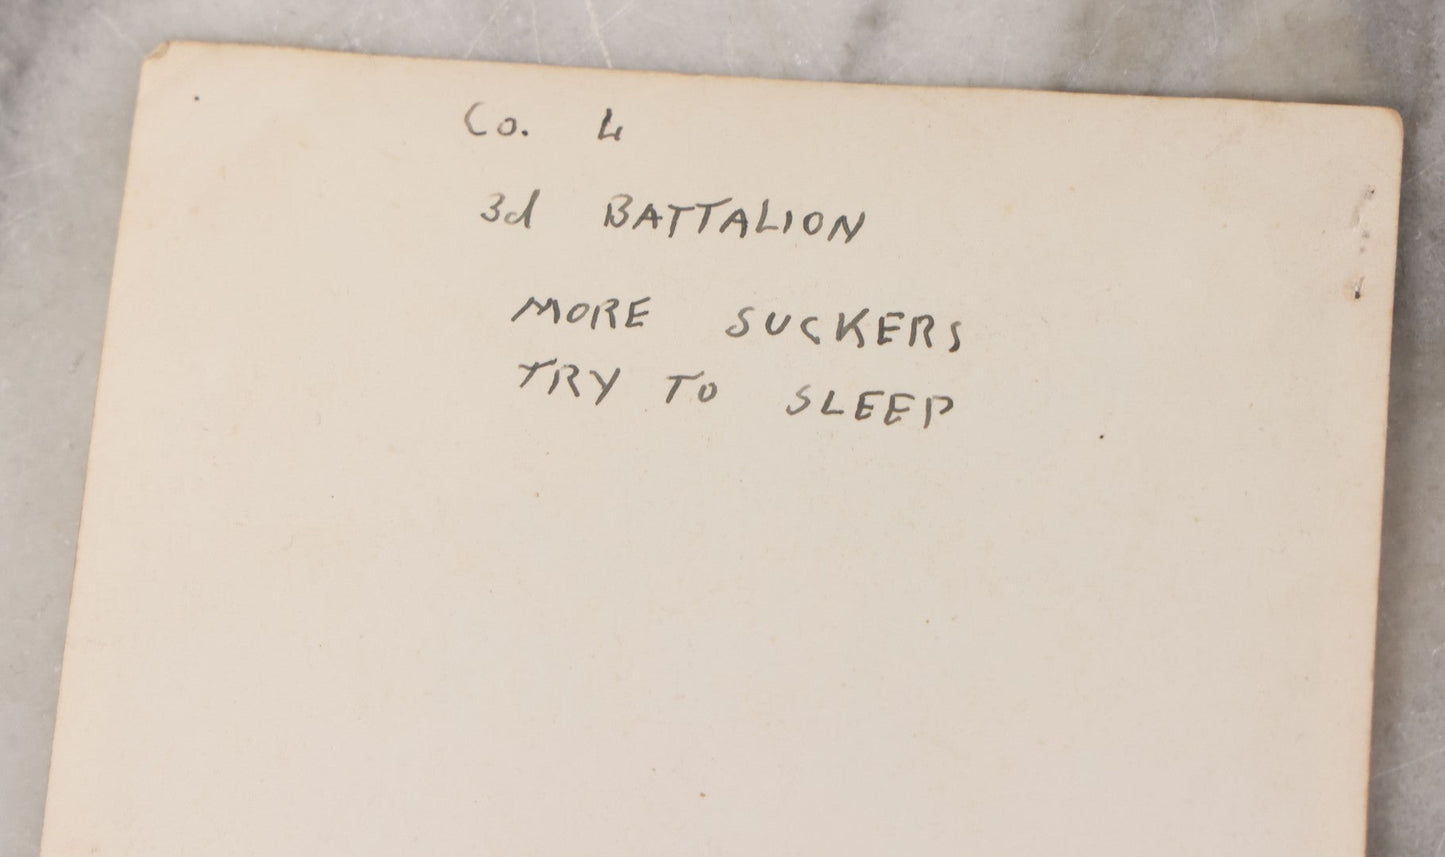 Co. 4
3d BATTALION
MORE SUCKERS
TRY TO SLEEP